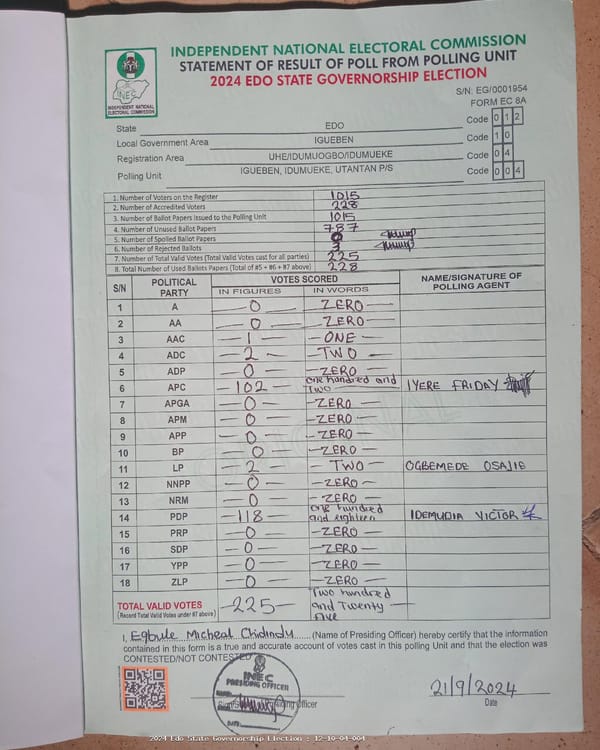 INDEPENDENT NATIONAL ELECTORAL COMMISSION
STATEMENT OF RESULT OF POLL FROM POLLING UNIT
2024 EDO STATE GOVERNORSHIP ELECTION
INEC
INDEPENDENT NATIONAL
ELECTORAL COMMISSION
S/N: EG/0001954
FORM EC 8A
State EDO Code 0 1 2
Local Government Area IGUEBEN Code 1 0
Registration Area UHE/IDUMUOGBO/IDUMUEKE Code 0 4
Polling Unit IGUEBEN, IDUMUEKE, UTANTAN P/S Code 0 0 4
1. Number of Voters on the Register 1015
2. Number of Accredited Voters 228
3. Number of Ballot Papers Issued to the Polling Unit 1015
4. Number of Unused Ballot Papers 787
5. Number of Spoiled Ballot Papers
6. Number of Rejected Ballots 3
7. Number of Total Valid Votes (Total Valid Votes cast for all parties) 225
8. Total Number of Used Ballots Papers (Total of #5 + #6 + #7 above) 228
S/N POLITICAL PARTY VOTES SCORED NAME/SIGNATURE OF POLLING AGENT
IN FIGURES IN WORDS
1 A 0 ZERO
2 AA 0 ZERO
3 AAC 1 ONE
4 ADC 2 TWO
5 ADP 0 ZERO
6 APC 102 One hundred and Two IYERE FRIDAY
7 APGA 0 ZERO
8 APM 0 ZERO
9 APP 0 ZERO
10 BP 0 ZERO
11 LP 2 TWO OGBEMEDE OSAJIE
12 NNPP 0 ZERO
13 NRM 0 ZERO
14 PDP 118 One hundred and eighteen IDEMUDIA VICTOR
15 PRP 0 ZERO
16 SDP 0 ZERO
17 YPP 0 ZERO
18 ZLP 0 ZERO
TOTAL VALID VOTES 225 Two hundred and Twenty Five
(Record Total Valid Votes under #7 above)
I, Egbule Micheal Chidindu (Name of Presiding Officer) hereby certify that the information
contained in this form is a true and accurate account of votes cast in this polling Unit and that the election was
CONTESTED/NOT CONTESTED
INEC
PRESIDING OFFICER
DATE
Officer
21/9/2024
Date
2024 Edo State Governorship Election : 12-10-04-004